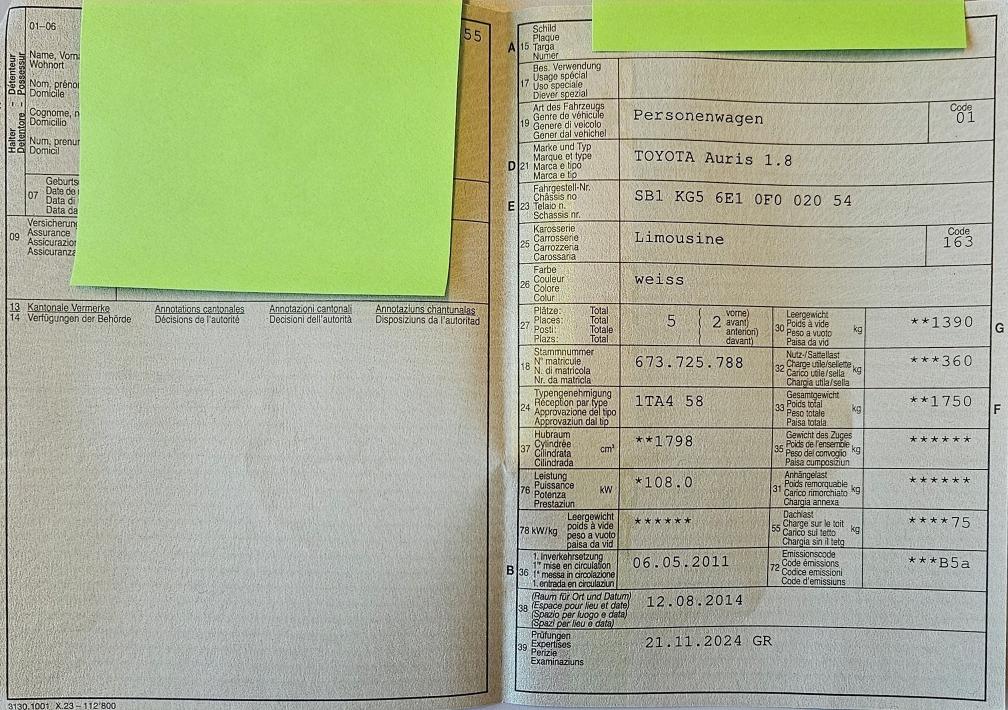 01–06
55
Halter – Détenteur
Detentore – Possessur
Name, Vorna
Wohnort
Nom, préno
Domicile
Cognome, n
Domicilio
Num, prenur
Domicil
07
Geburts
Date de
Data di
Data da
09
Versicherung
Assurance
Assicurazion
Assicuranza
13 Kantonale Vermerke Annotations cantonales Annotazioni cantonali Annotaziuns chantunalas
14 Verfügungen der Behörde Décisions de l'autorité Decisioni dell'autorità Disposiziuns da l'autoritad
3130.1001 X.23 – 112'800
A 15
Schild
Plaque
Targa
Numer
17
Bes. Verwendung
Usage spécial
Uso speciale
Diever spezial
19
Art des Fahrzeugs
Genre de véhicule
Genere di veicolo
Gener dal vehichel
Personenwagen
Code
01
D 21
Marke und Typ
Marque et type
Marca e tipo
Marca e tip
TOYOTA Auris 1.8
E 23
Fahrgestell-Nr.
Châssis no
Telaio n.
Schassis nr.
SB1 KG5 6E1 0F0 020 54
25
Karosserie
Carrosserie
Carrozzeria
Carossaria
Limousine
Code
163
26
Farbe
Couleur
Colore
Colur
weiss
27
Plätze: Total
Places: Total
Posti: Totale
Plazs: Total
5 ( 2
vorne)
avant)
anteriori)
davant)
30
Leergewicht
Poids à vide
Peso a vuoto
Paisa da vid
kg
**1390
G
18
Stammnummer
N° matricule
N. di matricola
Nr. da matricla
673.725.788
32
Nutz-/Sattellast
Charge utile/sellette
Carico utile/sella
Chargia utila/sella
kg
***360
24
Typengenehmigung
Réception par type
Approvazione del tipo
Approvaziun dal tip
1TA4 58
33
Gesamtgewicht
Poids total
Peso totale
Paisa totala
kg
**1750
F
37
Hubraum
Cylindrée
Cilindrata
Cilindrada
cm³
**1798
35
Gewicht des Zuges
Poids de l'ensemble
Peso del convoglio
Paisa cumposiziun
kg
******
76
Leistung
Puissance
Potenza
Prestaziun
kW
*108.0
31
Anhängelast
Poids remorquable
Carico rimorchiato
Chargia annexa
kg
******
78 kW/kg
Leergewicht
poids à vide
peso a vuoto
paisa da vid
******
55
Dachlast
Charge sur le toit
Carico sul tetto
Chargia sin il tetg
kg
****75
B 36
1. Inverkehrsetzung
1re mise en circulation
1a messa in circolazione
1. entrada en circulaziun
06.05.2011
72
Emissionscode
Code émissions
Codice emissioni
Code d'emissiuns
***B5a
38
(Raum für Ort und Datum)
(Espace pour lieu et date)
(Spazio per luogo e data)
(Spazi per lieu e data)
12.08.2014
39
Prüfungen
Expertises
Perizie
Examinaziuns
21.11.2024 GR